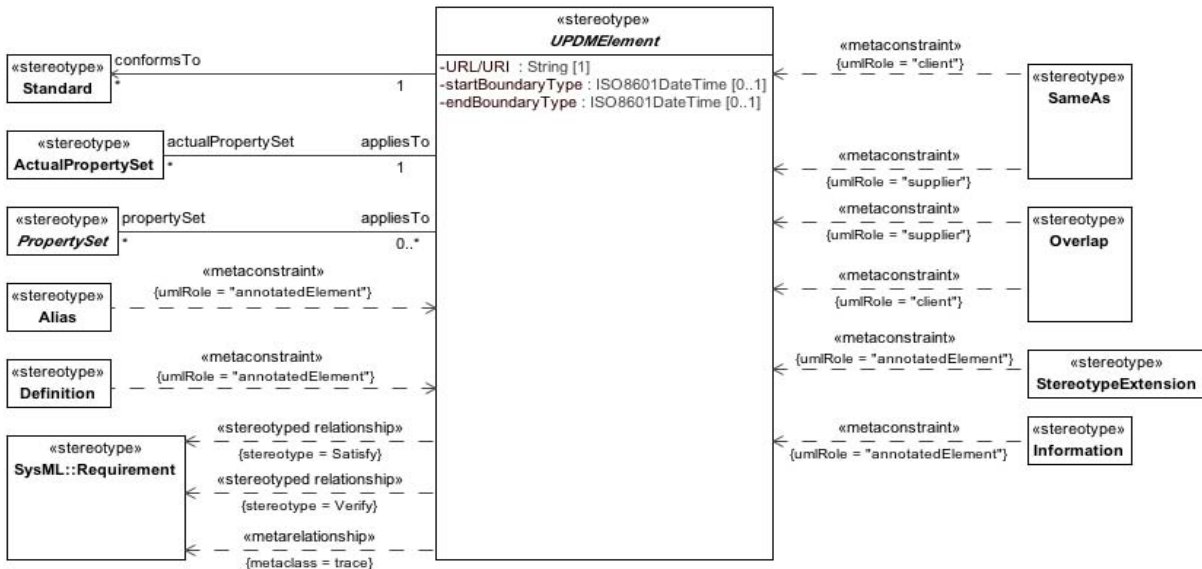 «stereotype»
UPDMElement
-URL/URI : String [1]
-startBoundaryType : ISO8601DateTime [0..1]
-endBoundaryType : ISO8601DateTime [0..1]
«stereotype»
Standard
conformsTo
*
1
«stereotype»
ActualPropertySet
actualPropertySet
appliesTo
*
1
«stereotype»
PropertySet
propertySet
appliesTo
*
0..*
«stereotype»
Alias
«metaconstraint»
{umlRole = "annotatedElement"}
«stereotype»
Definition
«metaconstraint»
{umlRole = "annotatedElement"}
«stereotype»
SysML::Requirement
«stereotyped relationship»
{stereotype = Satisfy}
«stereotyped relationship»
{stereotype = Verify}
«metarelationship»
{metaclass = trace}
«metaconstraint»
{umlRole = "client"}
«stereotype»
SameAs
«metaconstraint»
{umlRole = "supplier"}
«metaconstraint»
{umlRole = "supplier"}
«stereotype»
Overlap
«metaconstraint»
{umlRole = "client"}
«metaconstraint»
{umlRole = "annotatedElement"}
«stereotype»
StereotypeExtension
«metaconstraint»
{umlRole = "annotatedElement"}
«stereotype»
Information